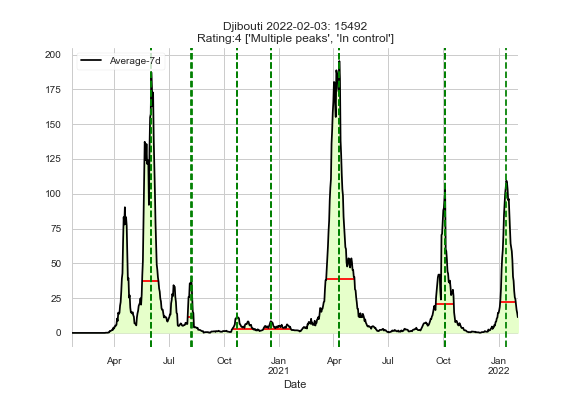 Djibouti 2022-02-03: 15492
Rating:4 ['Multiple peaks', 'In control']
Average-7d
200
175
150
125
100
75
50
25
0
Apr Jul Oct Jan Apr Jul Oct Jan
2021 2022
Date